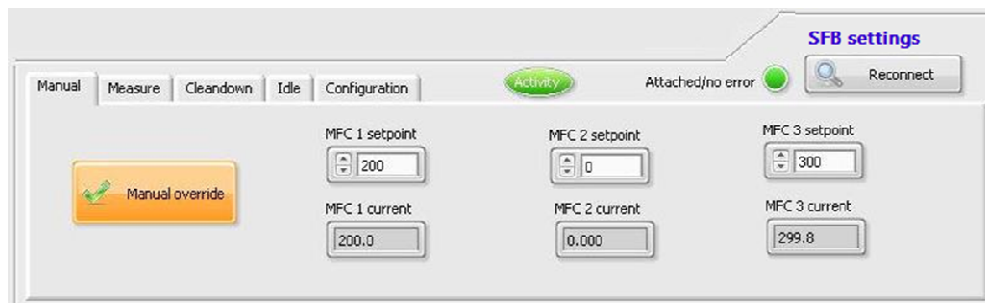 SFB settings
Manual
Measure
Cleandown
Idle
Configuration
Activity
Attached/no error
Reconnect
MFC 1 setpoint
MFC 2 setpoint
MFC 3 setpoint
200
0
300
Manual override
MFC 1 current
MFC 2 current
MFC 3 current
200.0
0.000
299.8